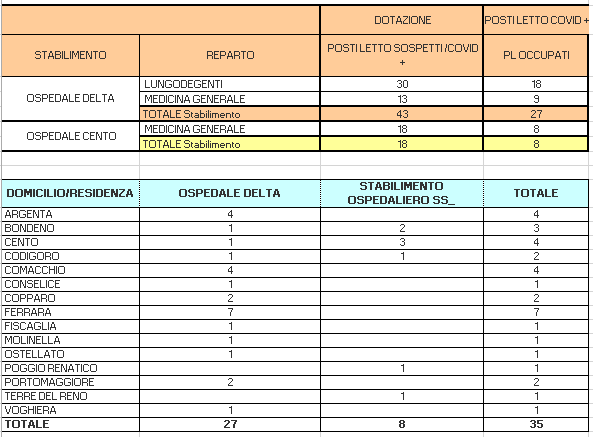 DOTAZIONE POSTI LETTO COVID +
STABILIMENTO REPARTO POSTI LETTO SOSPETTI /COVID + PL OCCUPATI
OSPEDALE DELTA LUNGODEGENTI 30 18
MEDICINA GENERALE 13 9
TOTALE Stabilimento 43 27
OSPEDALE CENTO MEDICINA GENERALE 18 8
TOTALE Stabilimento 18 8
DOMICILIO/RESIDENZA OSPEDALE DELTA STABILIMENTO OSPEDALIERO SS_ TOTALE
ARGENTA 4 4
BONDENO 1 2 3
CENTO 1 3 4
CODIGORO 1 1 2
COMACCHIO 4 4
CONSELICE 1 1
COPPARO 2 2
FERRARA 7 7
FISCAGLIA 1 1
MOLINELLA 1 1
OSTELLATO 1 1
POGGIO RENATICO 1 1
PORTOMAGGIORE 2 2
TERRE DEL RENO 1 1
VOGHIERA 1 1
TOTALE 27 8 35